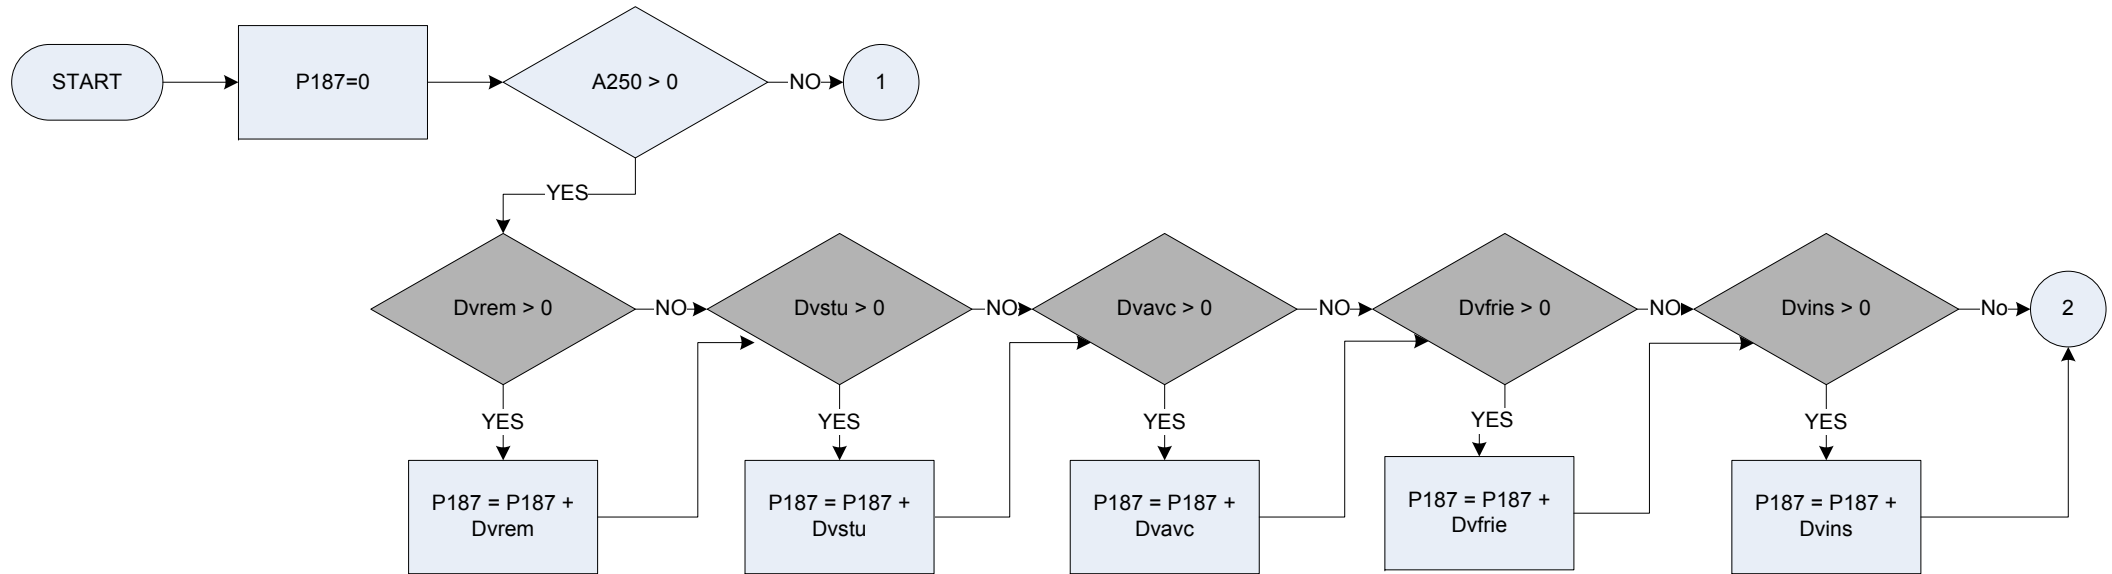 START
P187=0
A250 > 0
NO
1
YES
Dvrem > 0
NO
Dvstu > 0
NO
Dvavc > 0
NO
Dvfrie > 0
NO
Dvins > 0
No
2
YES
YES
YES
YES
YES
P187 = P187 +
Dvrem
P187 = P187 +
Dvstu
P187 = P187 +
Dvavc
P187 = P187 +
Dvfrie
P187 = P187 +
Dvins